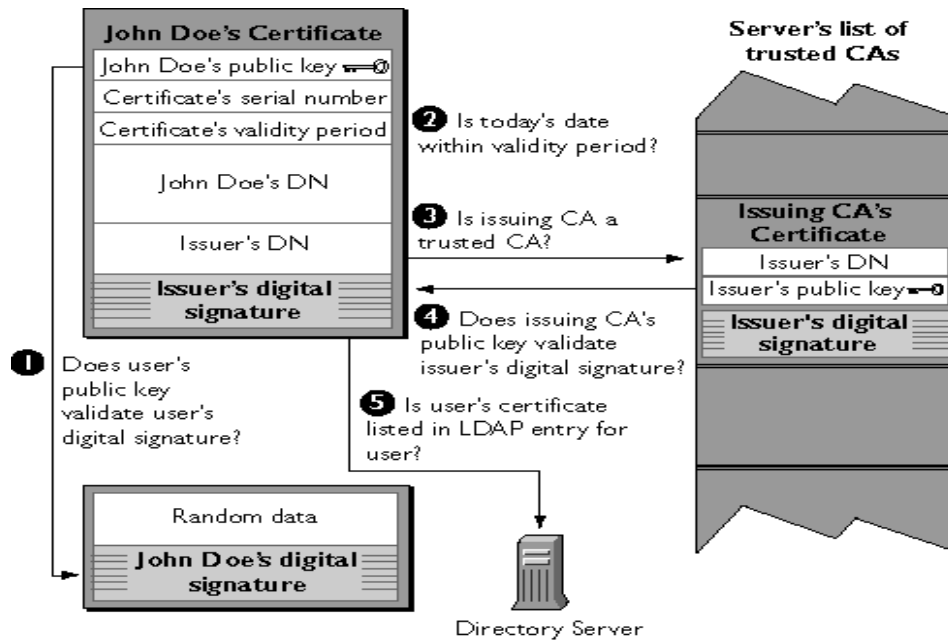 John Doe's Certificate
John Doe's public key
Certificate's serial number
Certificate's validity period
John Doe's DN
Issuer's DN
Issuer's digital
signature
Server's list of
trusted CAs
2 Is today's date
within validity period?
3 Is issuing CA a
trusted CA?
Issuing CA's
Certificate
Issuer's DN
Issuer's public key
Issuer's digital
signature
4 Does issuing CA's
public key validate
issuer's digital signature?
1 Does user's
public key
validate user's
digital signature?
5 Is user's certificate
listed in LDAP entry for
user?
Random data
John Doe's digital
signature
Directory Server